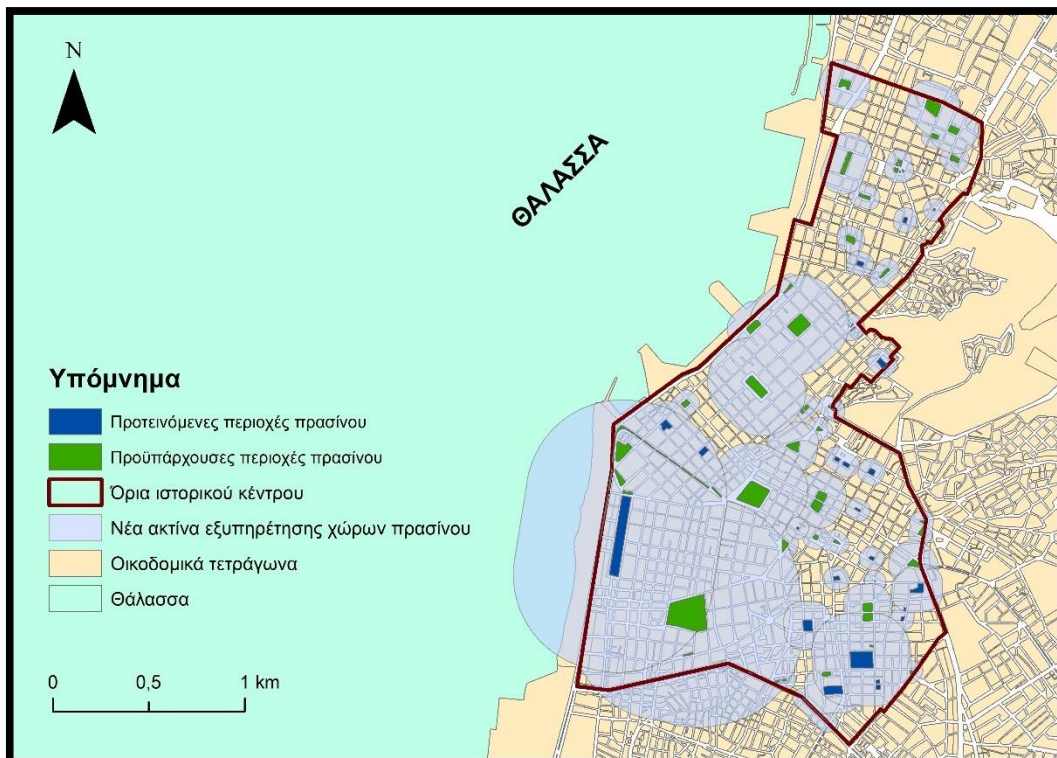 N
ΘΑΛΑΣΣΑ
Υπόμνημα
Προτεινόμενες περιοχές πρασίνου
Προϋπάρχουσες περιοχές πρασίνου
Όρια ιστορικού κέντρου
Νέα ακτίνα εξυπηρέτησης χώρων πρασίνου
Οικοδομικά τετράγωνα
Θάλασσα
0 0,5 1 km